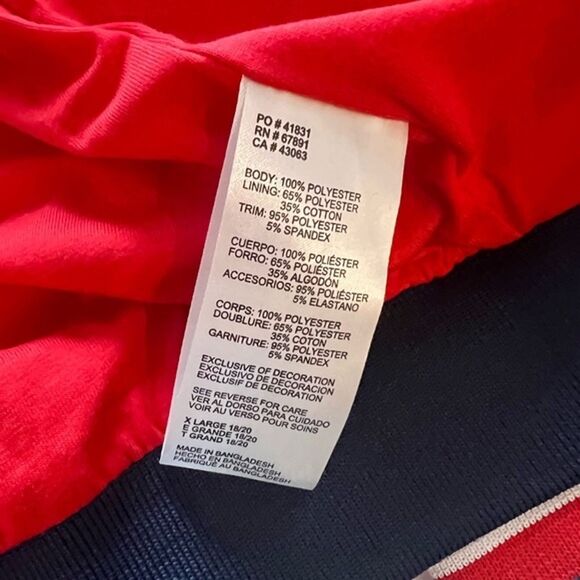 PO # 41831
RN # 67891
CA # 43063
BODY: 100% POLYESTER
LINING: 65% POLYESTER
35% COTTON
TRIM: 95% POLYESTER
5% SPANDEX
CUERPO: 100% POLIÉSTER
FORRO: 65% POLIÉSTER
35% ALGODÓN
ACCESORIOS: 95% POLIÉSTER
5% ELASTANO
CORPS: 100% POLYESTER
DOUBLURE: 65% POLYESTER
35% COTON
GARNITURE: 95% POLYESTER
5% SPANDEX
EXCLUSIVE OF DECORATION
EXCLUSIVO DE DECORACION
EXCLUSIF DE DECORATION
SEE REVERSE FOR CARE
VER AL DORSO PARA CUIDADO
VOIR AU VERSO POUR SOINS
X LARGE 18/20
E GRANDE 18/20
T GRAND 18/20
MADE IN BANGLADESH
HECHO EN BANGLADESH
FABRIQUÉ AU BANGLADESH